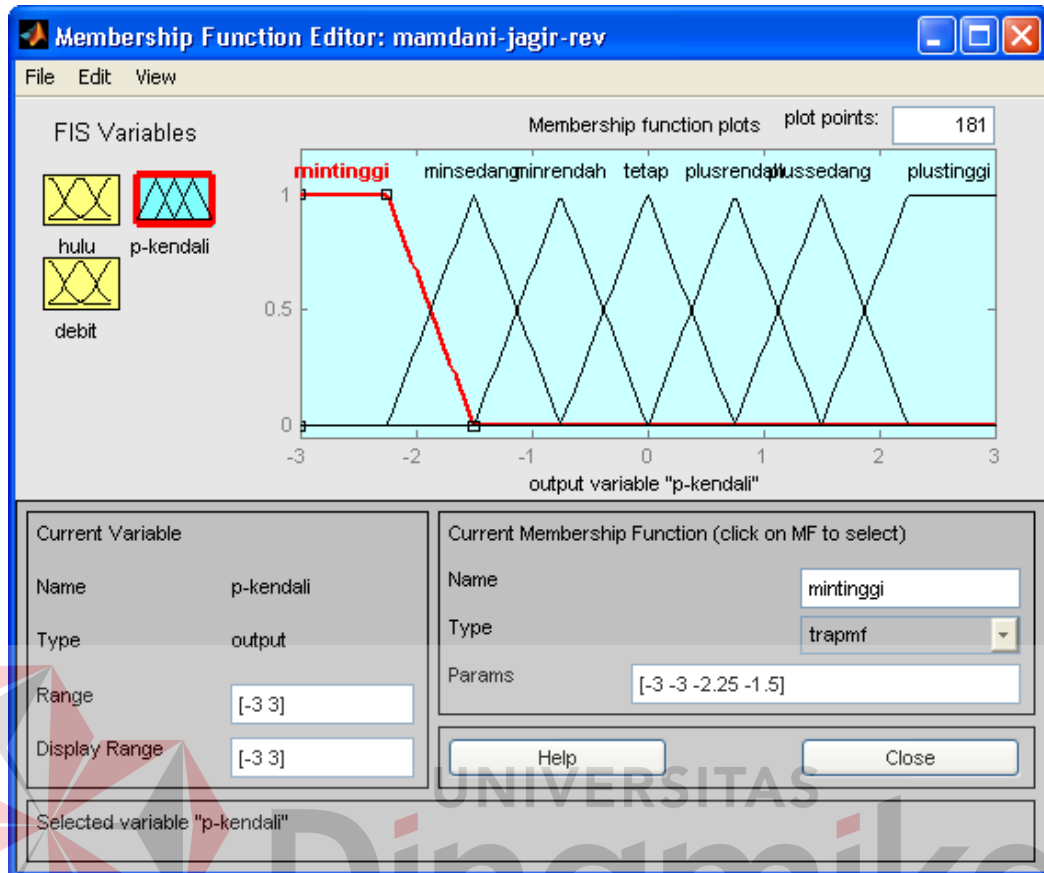 Membership Function Editor: mamdani-jagir-rev
File Edit View
FIS Variables
hulu
p-kendali
debit
Membership function plots
plot points:
181
mintinggi
minsedang
minrendah
tetap
plusrendah
plussedang
plustinggi
1
0.5
0
-3 -2 -1 0 1 2 3
output variable "p-kendali"
Current Variable
Name p-kendali
Type output
Range [-3 3]
Display Range [-3 3]
Current Membership Function (click on MF to select)
Name mintinggi
Type trapmf
Params [-3 -3 -2.25 -1.5]
Help
Close
Selected variable "p-kendali"
UNIVERSITAS
Dinamika